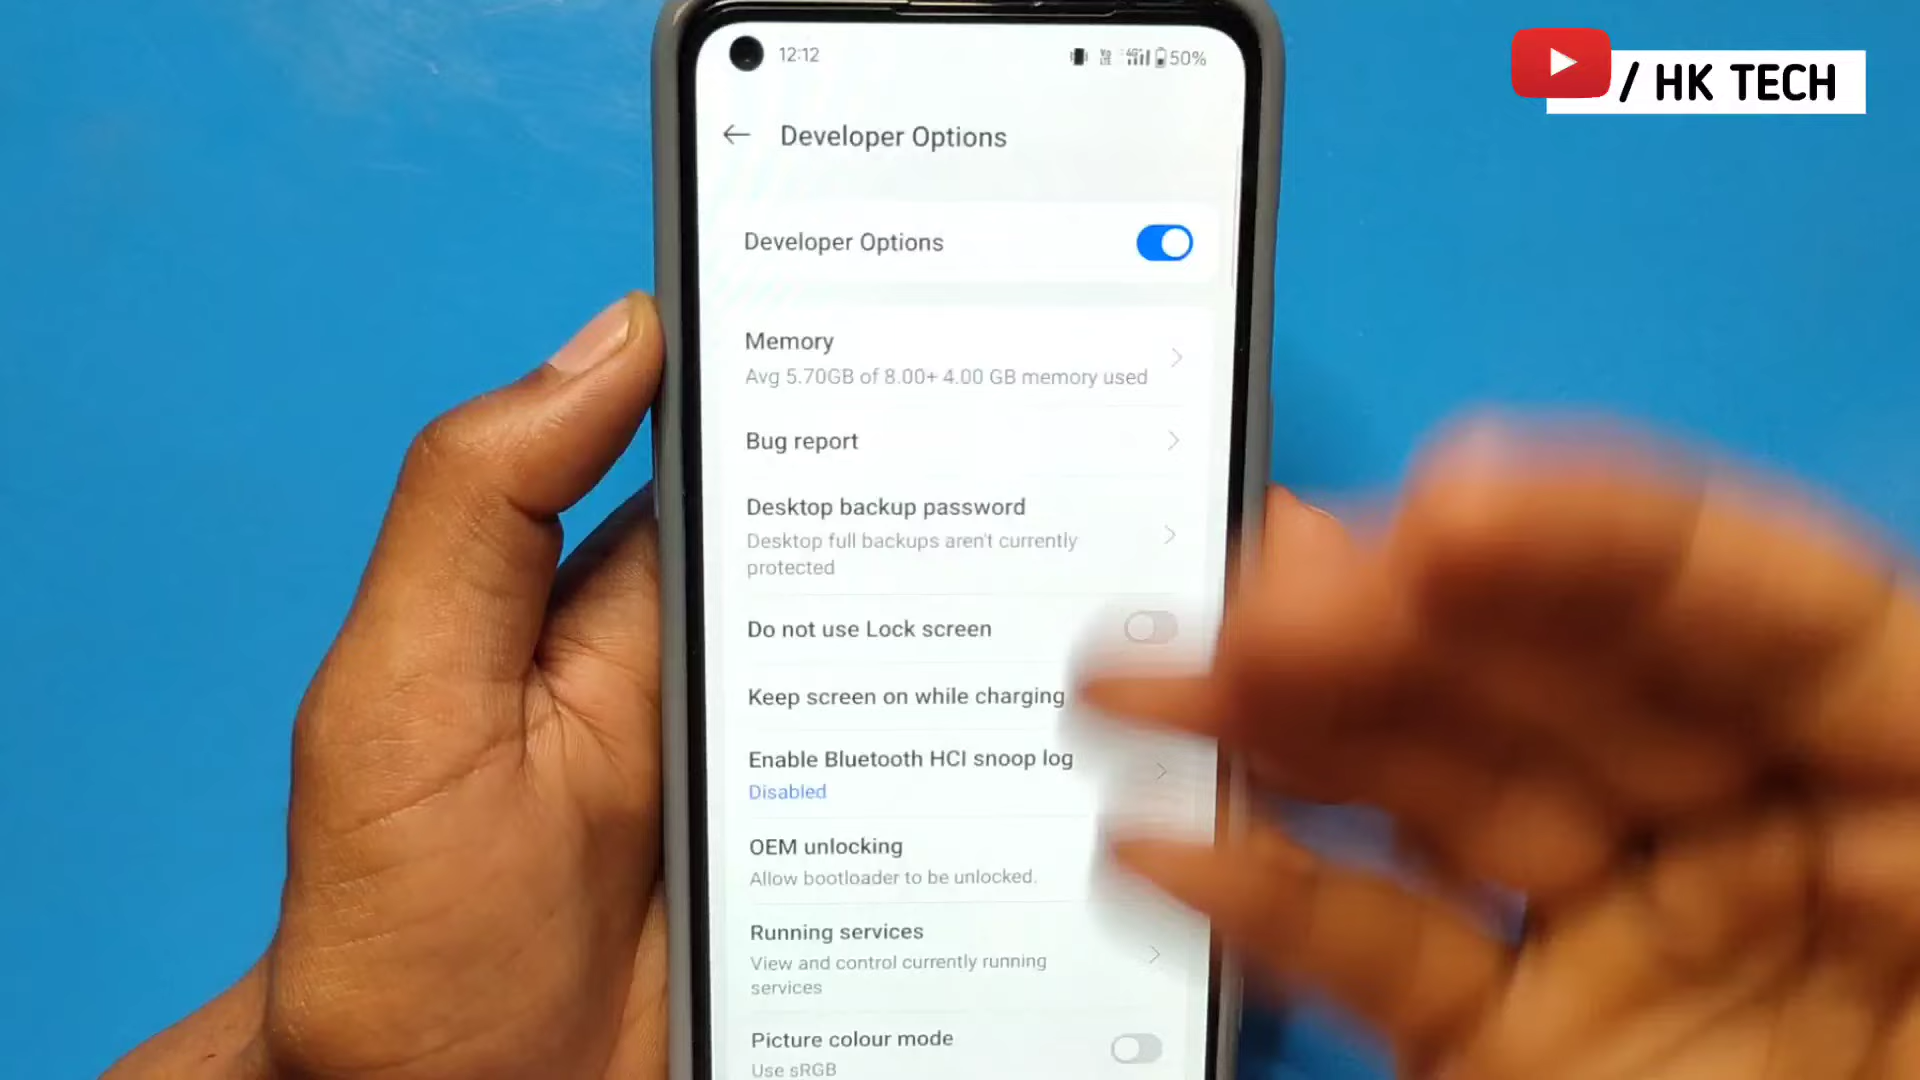 12:12
50%
/ HK TECH
Developer Options
Developer Options
Memory
Avg 5.70GB of 8.00+ 4.00 GB memory used
Bug report
Desktop backup password
Desktop full backups aren't currently
protected
Do not use Lock screen
Keep screen on while charging
Enable Bluetooth HCI snoop log
Disabled
OEM unlocking
Allow bootloader to be unlocked.
Running services
View and control currently running
services
Picture colour mode
Use sRGB